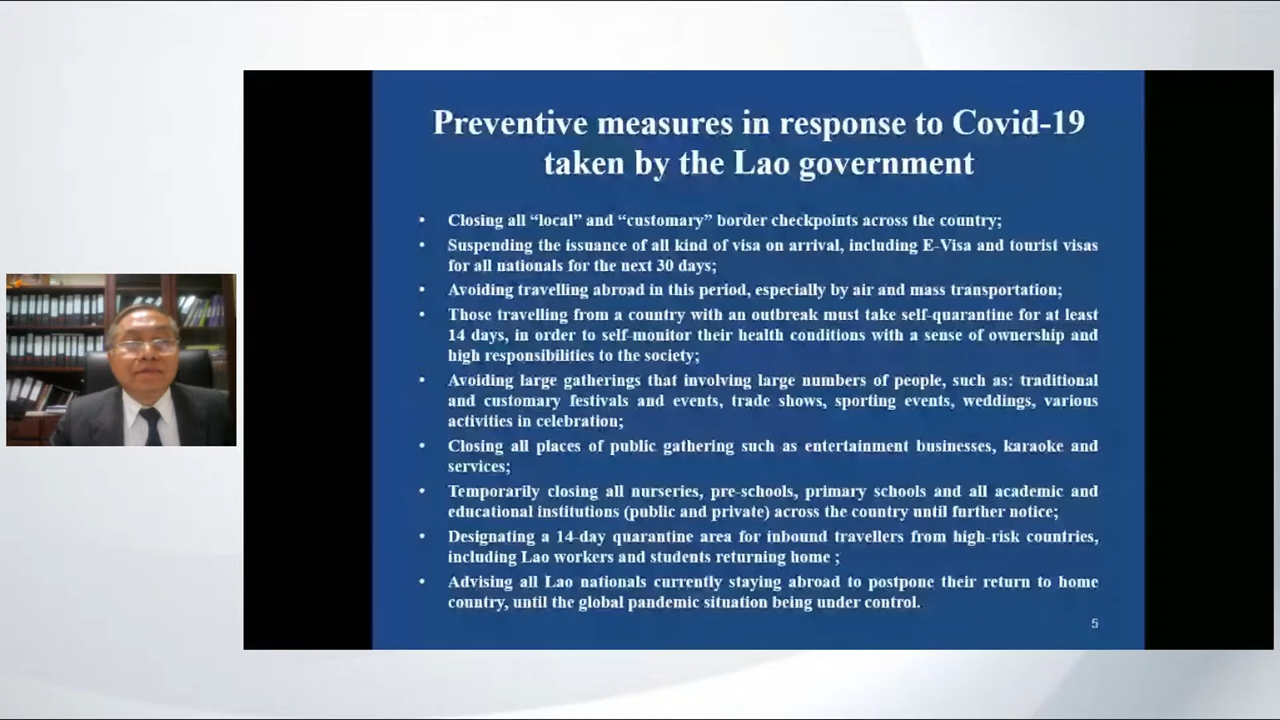 Preventive measures in response to Covid-19
taken by the Lao government
• Closing all “local” and “customary” border checkpoints across the country;
• Suspending the issuance of all kind of visa on arrival, including E-Visa and tourist visas
for all nationals for the next 30 days;
• Avoiding travelling abroad in this period, especially by air and mass transportation;
• Those travelling from a country with an outbreak must take self-quarantine for at least
14 days, in order to self-monitor their health conditions with a sense of ownership and
high responsibilities to the society;
• Avoiding large gatherings that involving large numbers of people, such as: traditional
and customary festivals and events, trade shows, sporting events, weddings, various
activities in celebration;
• Closing all places of public gathering such as entertainment businesses, karaoke and
services;
• Temporarily closing all nurseries, pre-schools, primary schools and all academic and
educational institutions (public and private) across the country until further notice;
• Designating a 14-day quarantine area for inbound travellers from high-risk countries,
including Lao workers and students returning home ;
• Advising all Lao nationals currently staying abroad to postpone their return to home
country, until the global pandemic situation being under control.
5